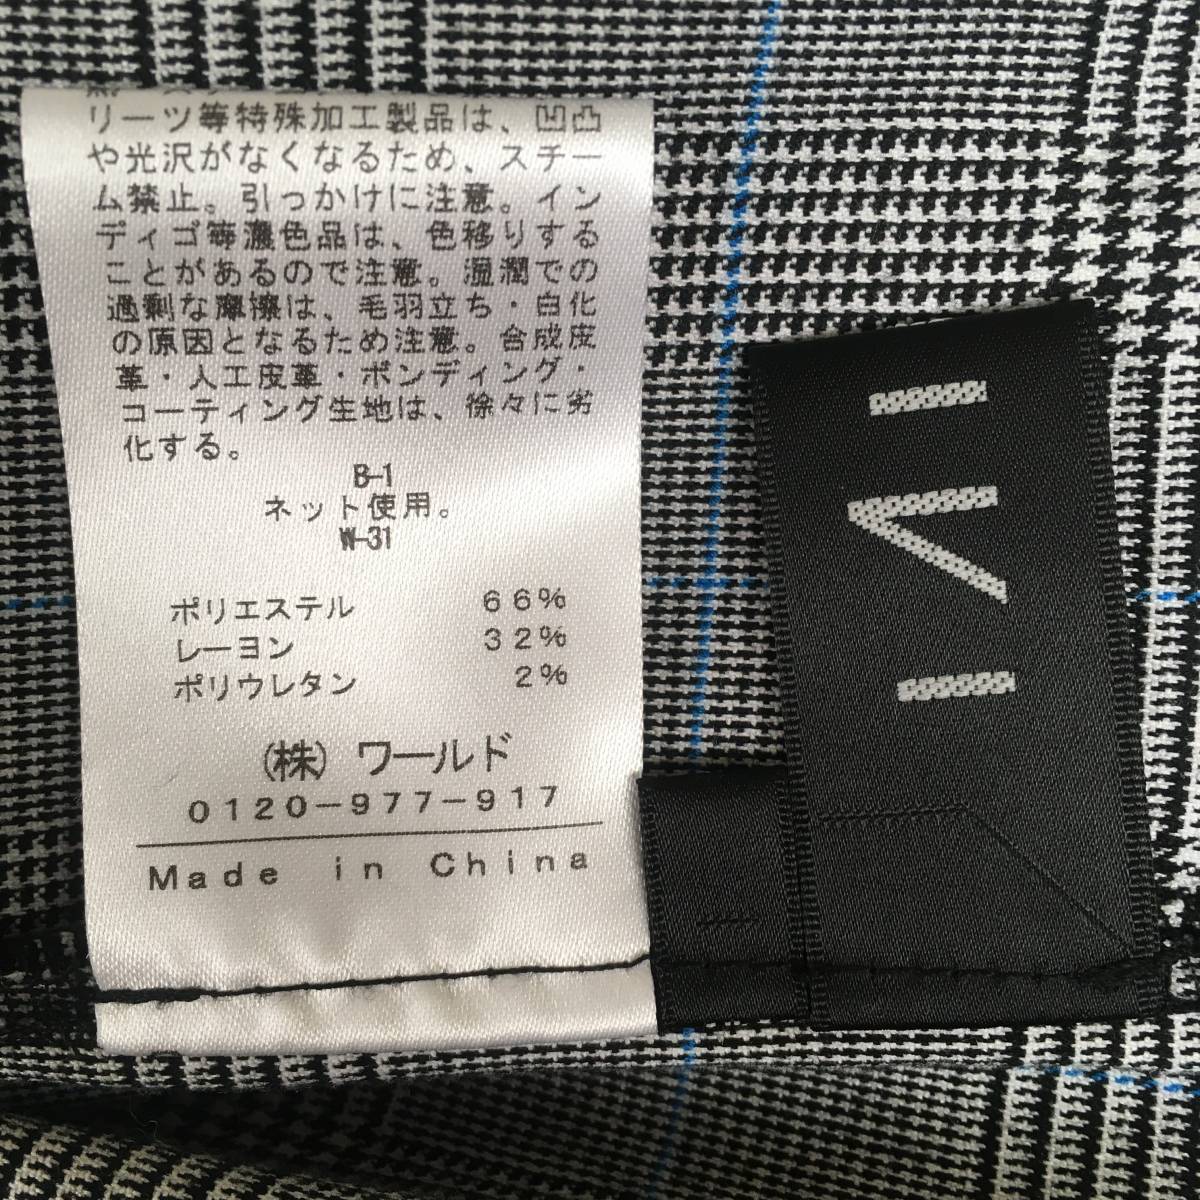 リーツ等特殊加工製品は、凹凸
や光沢がなくなるため、スチー
ム禁止。引っかけに注意。イン
ディゴ等濃色品は、色移りする
ことがあるので注意。湿潤での
過剰な摩擦は、毛羽立ち・白化
の原因となるため注意。合成皮
革・人工皮革・ボンディング・
コーティング生地は、徐々に劣
化する。
B-1
ネット使用。
W-31
ポリエステル 66%
レーヨン 32%
ポリウレタン 2%
(株) ワールド
0120-977-917
Made in China